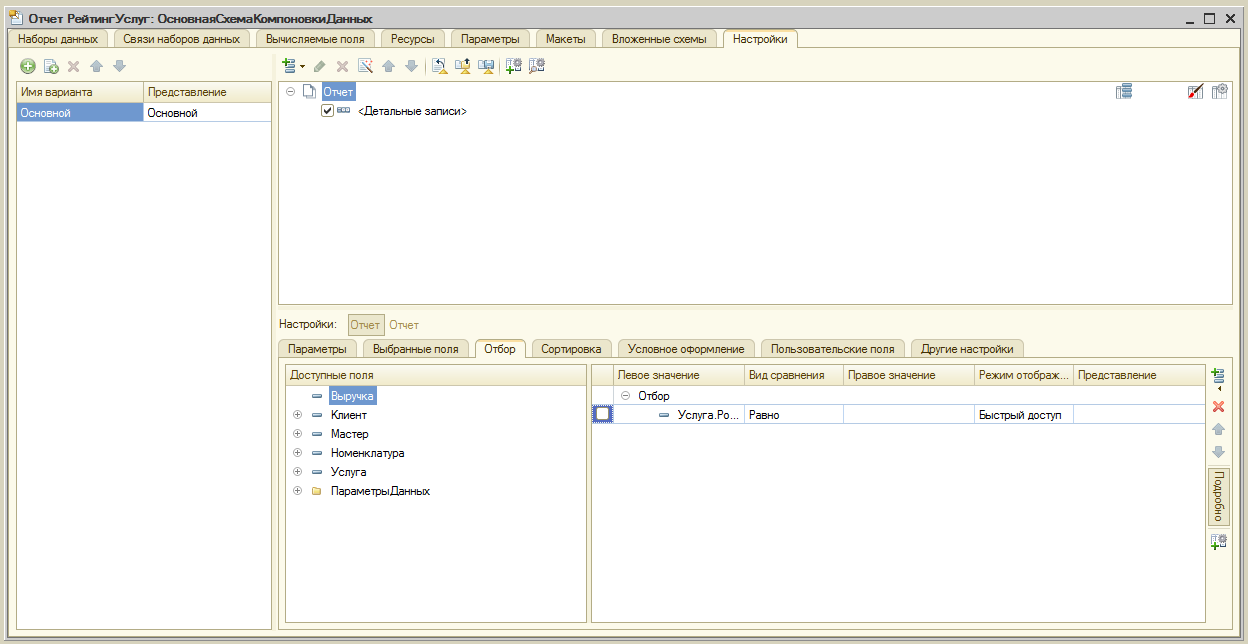 Отчет РейтингУслуг: ОсновнаяСхемаКомпоновкиДанных
Наборы данных Связи наборов данных Вычисляемые поля Ресурсы Параметры Макеты Вложенные схемы Настройки
Имя варианта Представление
Основной Основной
Отчет
<Детальные записи>
Настройки: Отчет Отчет
Параметры Выбранные поля Отбор Сортировка Условное оформление Пользовательские поля Другие настройки
Доступные поля
Выручка
Клиент
Мастер
Номенклатура
Услуга
ПараметрыДанных
Левое значение Вид сравнения Правое значение Режим отображ... Представление
Отбор
Услуга.Ро... Равно Быстрый доступ
Подробно